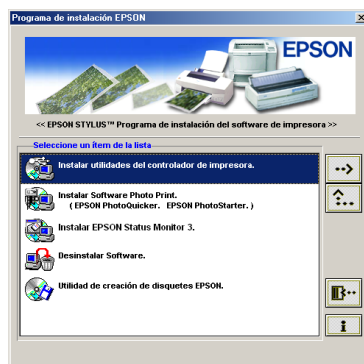 Programa de instalación EPSON
EPSON
<< EPSON STYLUS™ Programa de instalación del software de impresora >>
Seleccione un ítem de la lista
Instalar utilidades del controlador de impresora.
Instalar Software Photo Print.
( EPSON PhotoQuicker. EPSON PhotoStarter. )
Instalar EPSON Status Monitor 3.
Desinstalar Software.
Utilidad de creación de disquetes EPSON.